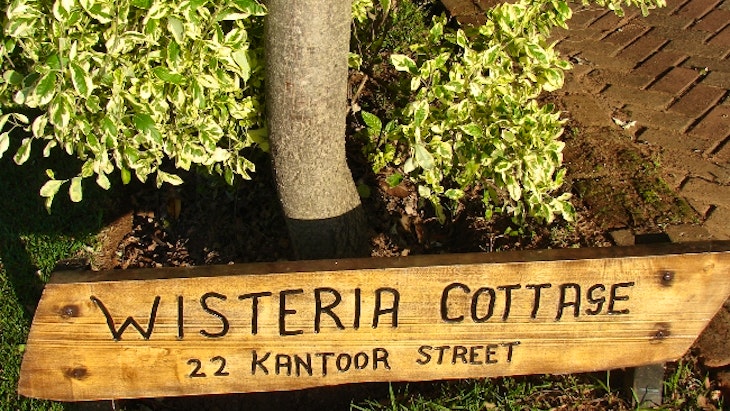 Wisteria Cottage
22 Kantoor Street